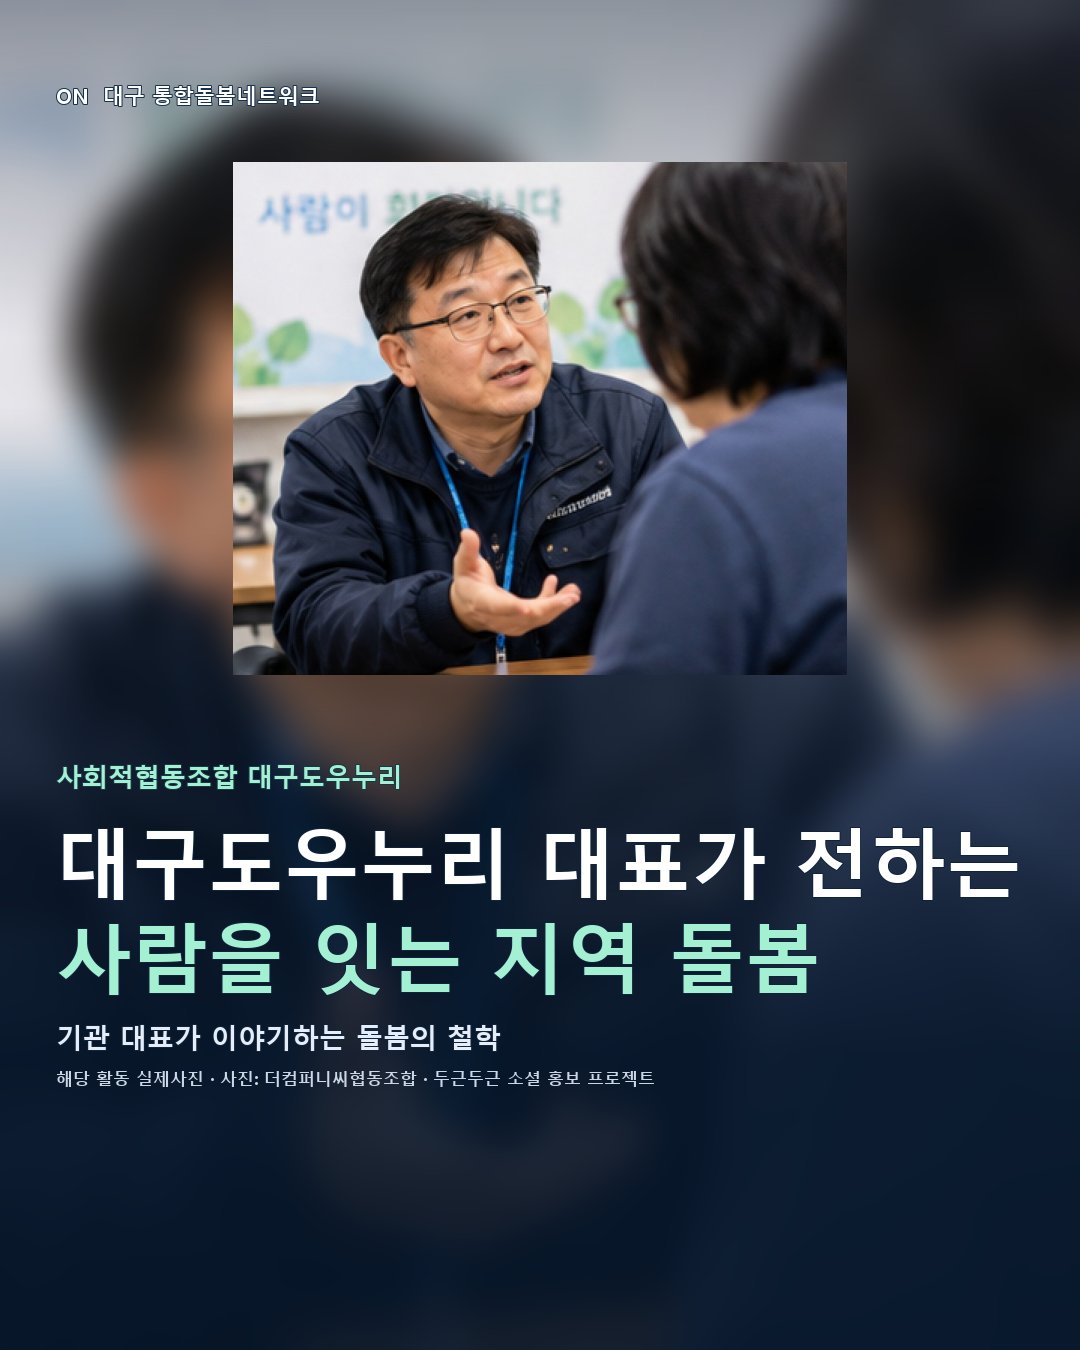 ON 대구 통합돌봄네트워크
사람이
사회적협동조합 대구도우누리
대구도우누리 대표가 전하는
사람을 잇는 지역 돌봄
기관 대표가 이야기하는 돌봄의 철학
해당 활동 실제사진 · 사진: 더컴퍼니씨협동조합 · 두근두근 소셜 홍보 프로젝트